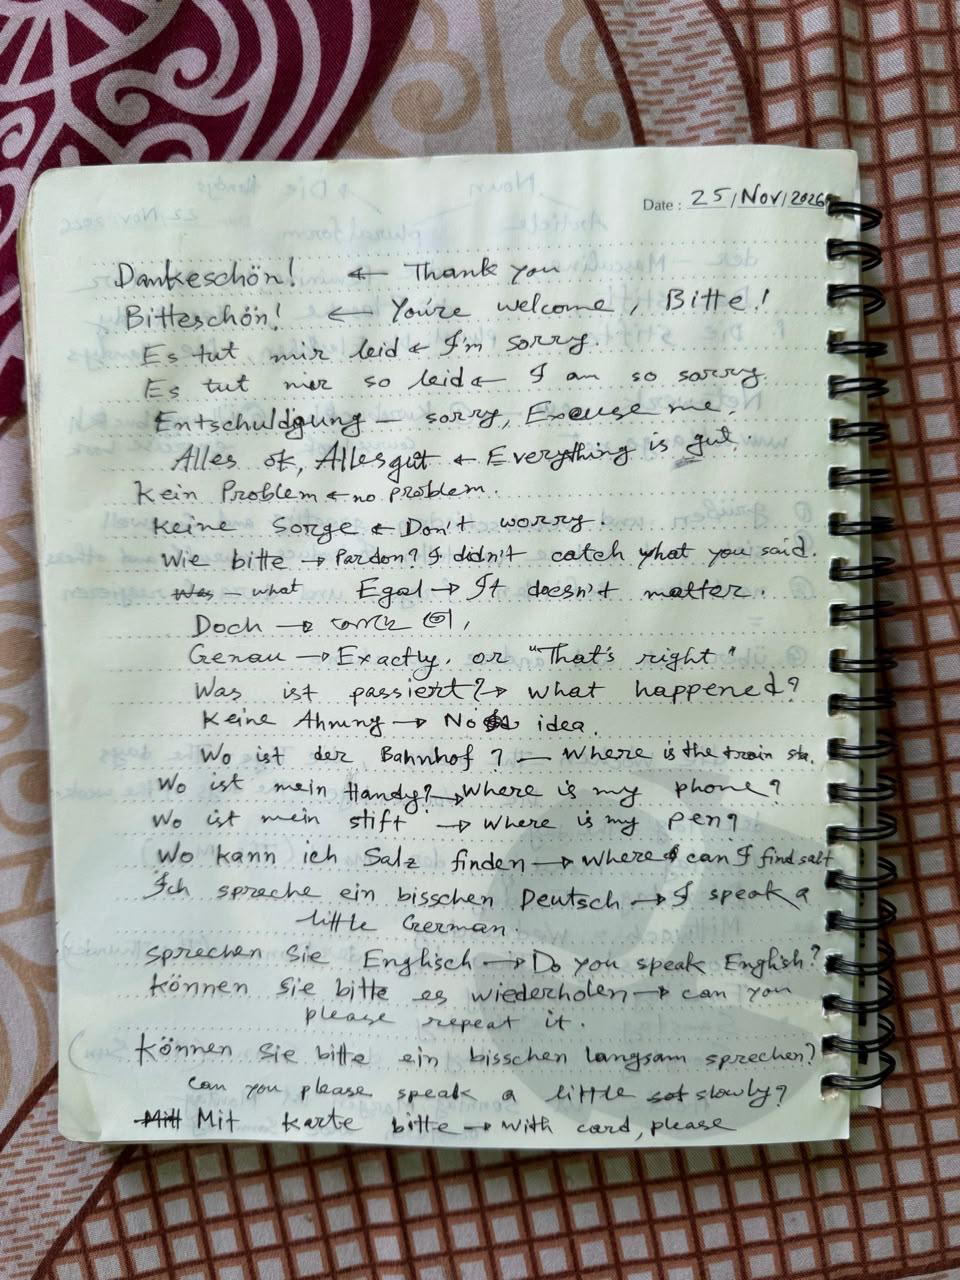 Date : 25/Nov/2026
Dankeschön! ← Thank you
Bitteschön! ← You're welcome, Bitte!
Es tut mir leid ← I'm sorry.
Es tut mir so leid ← I am so sorry.
Entschuldgung — sorry, Excuse me.
Alles ok, Alles gut ← Everything is gut.
Kein Problem ← no problem.
Keine Sorge ← Don't worry.
Wie bitte → Pardon? I didn't catch what you said.
Was — what Egal → It doesn't matter.
Doch →
Genau → Exactly, or "That's right"
Was ist passiert? → what happened?
Keine Ahnung → No idea.
Wo ist der Bahnhof ? — Where is the train sta.
Wo ist mein Handy? → Where is my phone?
Wo ist mein stift → Where is my pen?
Wo kann ich Salz finden → Where can I find salt
Ich spreche ein bisschen Deutsch → I speak a
little German.
sprechen Sie Englisch → Do you speak English?
Können sie bitte es wiederholen → can you
please repeat it.
Können Sie bitte ein bisschen langsam sprechen?
can you please speak a little slowly?
Mit Karte bitte → With card, please